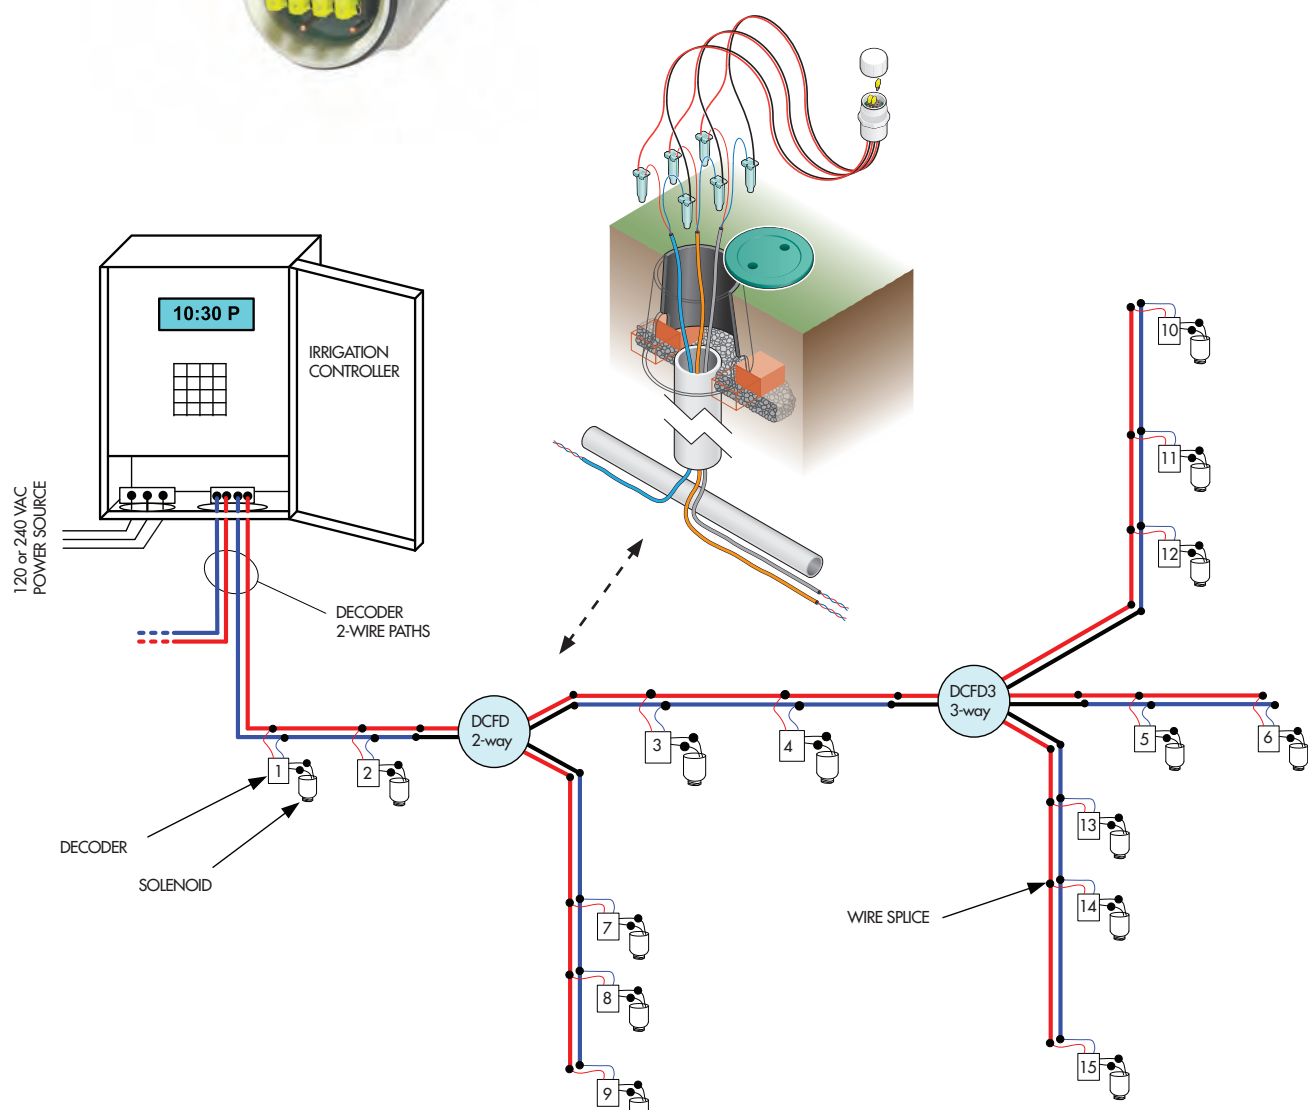 10:30 P
IRRIGATION
CONTROLLER
120 or 240 VAC
POWER SOURCE
DECODER
2-WIRE PATHS
DCFD
2-way
DCFD3
3-way
1
2
3
4
5
6
7
8
9
10
11
12
13
14
15
DECODER
SOLENOID
WIRE SPLICE